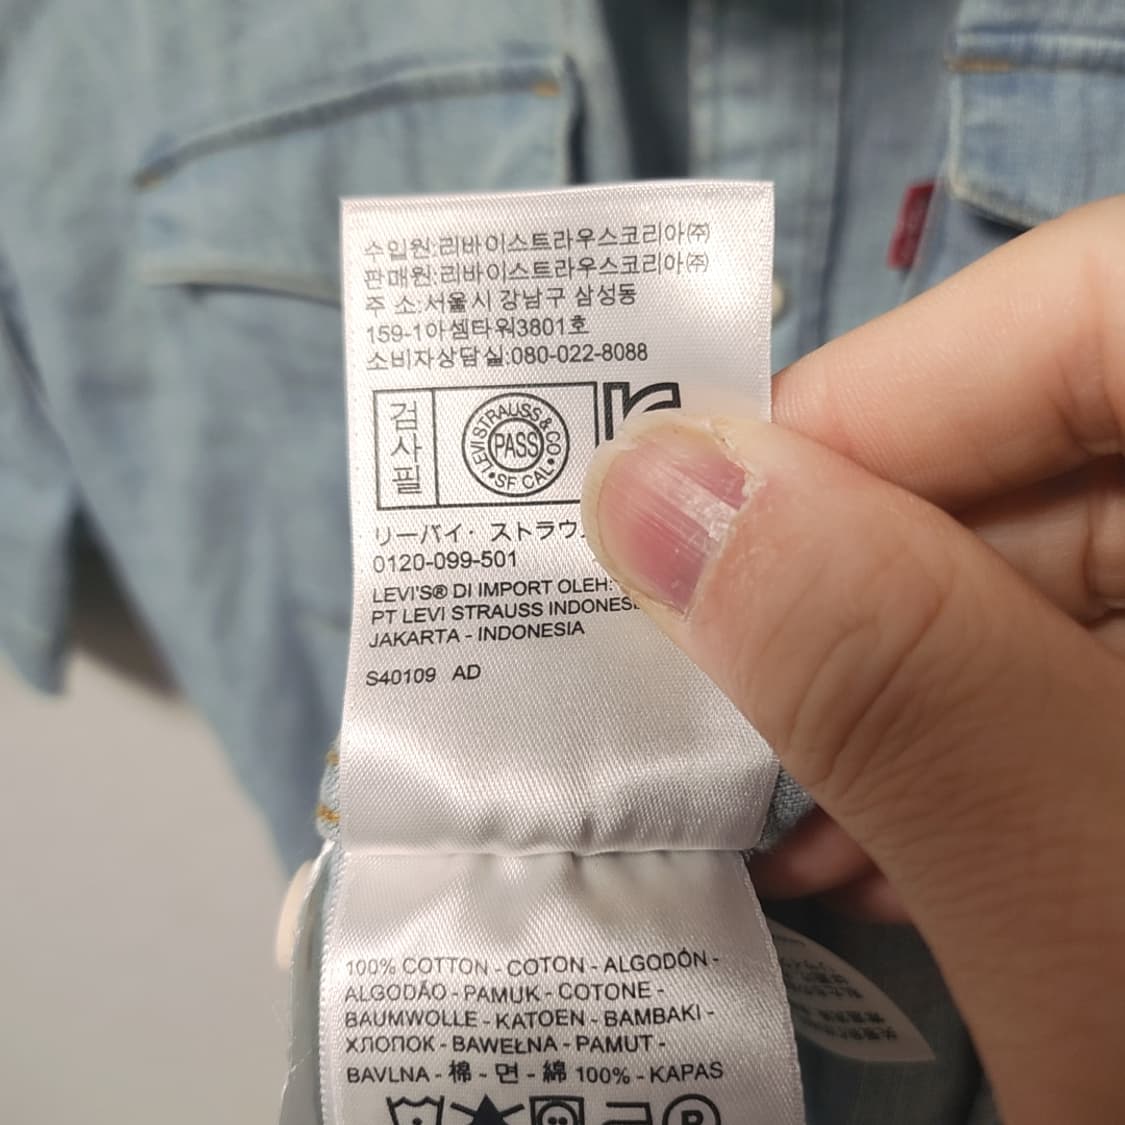 수입원:리바이스트라우스코리아㈜
판매원:리바이스트라우스코리아㈜
주 소:서울시 강남구 삼성동
159-1아셈타워3801호
소비자상담실:080-022-8088
검사필
LEVI STRAUSS & CO • SF CAL •
PASS
リーバイ・ストラウ
0120-099-501
LEVI'S® DI IMPORT OLEH:
PT LEVI STRAUSS
JAKARTA - INDONESIA
S40109 AD
100% COTTON - COTON - ALGODÓN -
ALGODÃO - PAMUK - COTONE -
BAUMWOLLE - KATOEN - BAMBAKI -
ХЛОПОК - BAWEŁNA - PAMUT -
BAVLNA - 棉 - 면 - 綿 100% - KAPAS
P